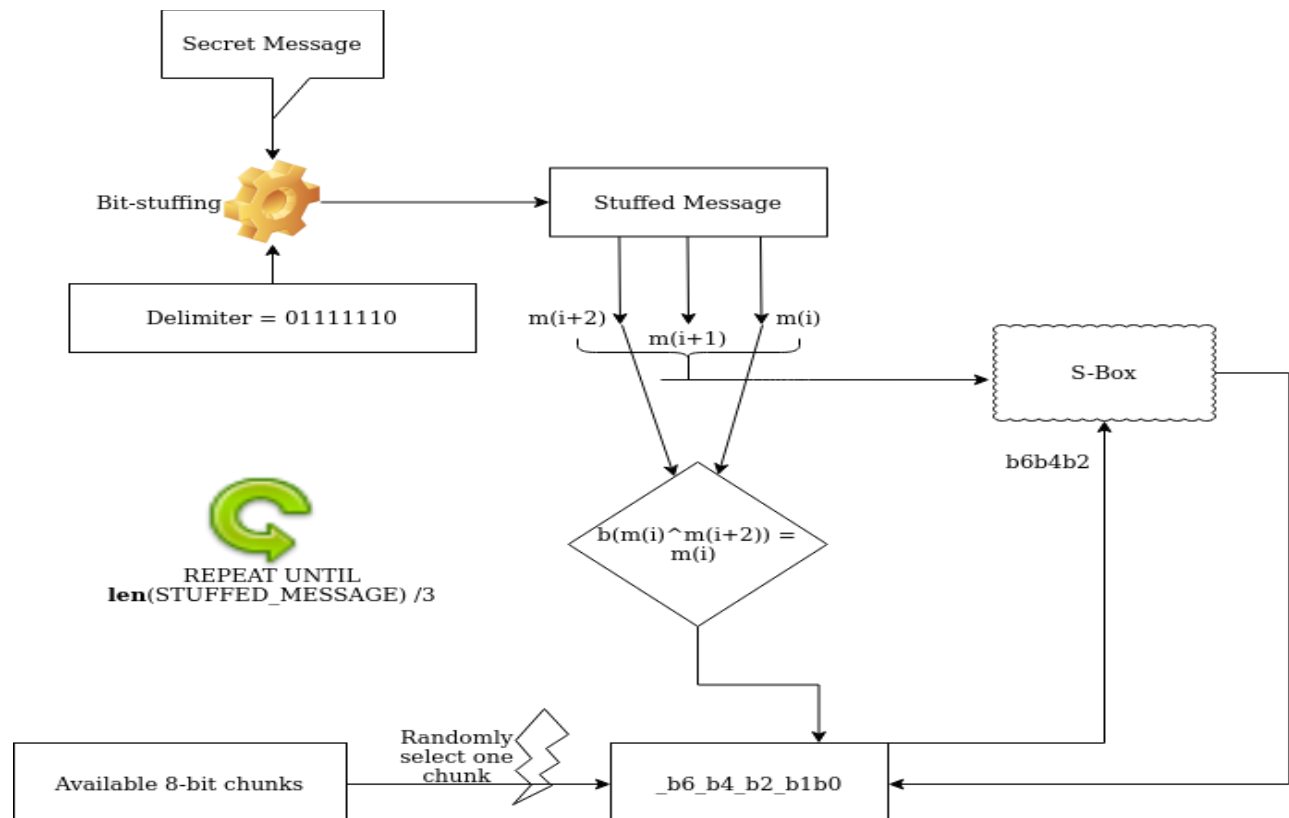 Secret Message
Bit-stuffing
Stuffed Message
Delimiter = 01111110
m(i+2)
m(i+1)
m(i)
S-Box
b6b4b2
b(m(i)^m(i+2)) =
m(i)
REPEAT UNTIL
len(STUFFED_MESSAGE) /3
Randomly
select one
chunk
Available 8-bit chunks
_b6_b4_b2_b1b0